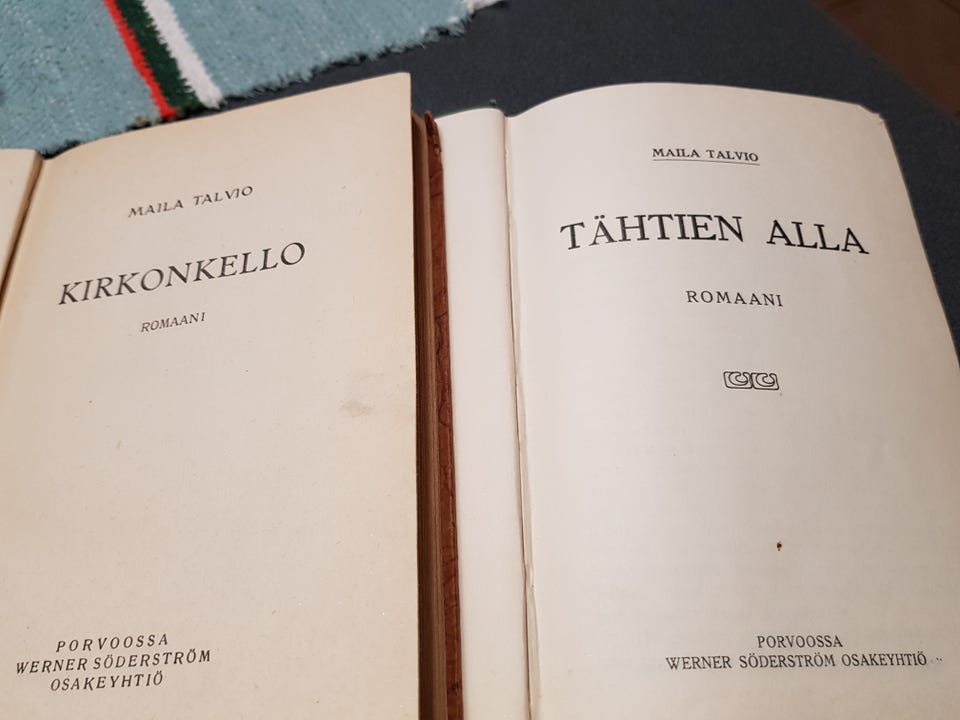 MAILA TALVIO
KIRKONKELLO
ROMAANI
PORVOOSSA
WERNER SÖDERSTRÖM
OSAKEYHTIÖ
MAILA TALVIO
TÄHTIEN ALLA
ROMAANI
PORVOOSSA
WERNER SÖDERSTRÖM OSAKEYHTIÖ